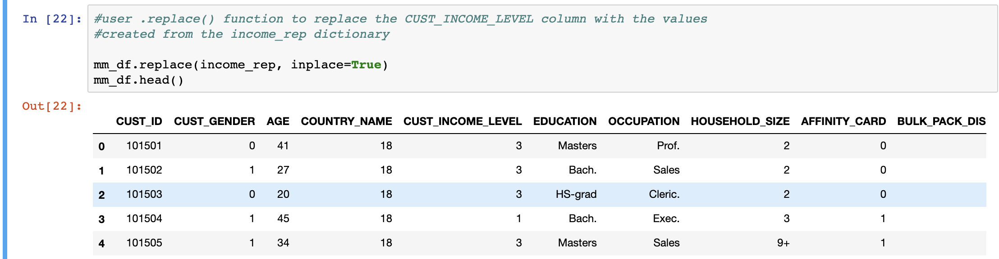 In [22]: #user .replace() function to replace the CUST_INCOME_LEVEL column with the values
#created from the income_rep dictionary
mm_df.replace(income_rep, inplace=True)
mm_df.head()
Out[22]:
CUST_ID CUST_GENDER AGE COUNTRY_NAME CUST_INCOME_LEVEL EDUCATION OCCUPATION HOUSEHOLD_SIZE AFFINITY_CARD BULK_PACK_DIS
0 101501 0 41 18 3 Masters Prof. 2 0
1 101502 1 27 18 3 Bach. Sales 2 0
2 101503 0 20 18 3 HS-grad Cleric. 2 0
3 101504 1 45 18 1 Bach. Exec. 3 1
4 101505 1 34 18 3 Masters Sales 9+ 1